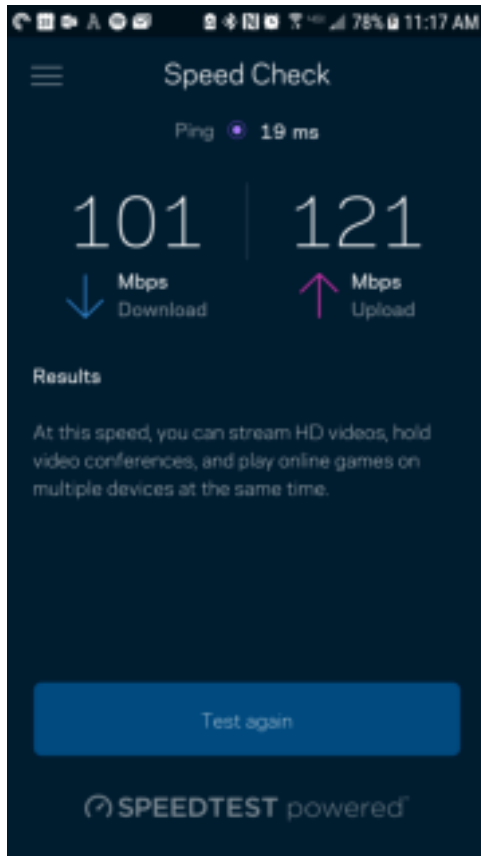 78% 11:17 AM
Speed Check
Ping 19 ms
101 121
Mbps Mbps
Download Upload
Results
At this speed, you can stream HD videos, hold
video conferences, and play online games on
multiple devices at the same time.
Test again
SPEEDTEST powered